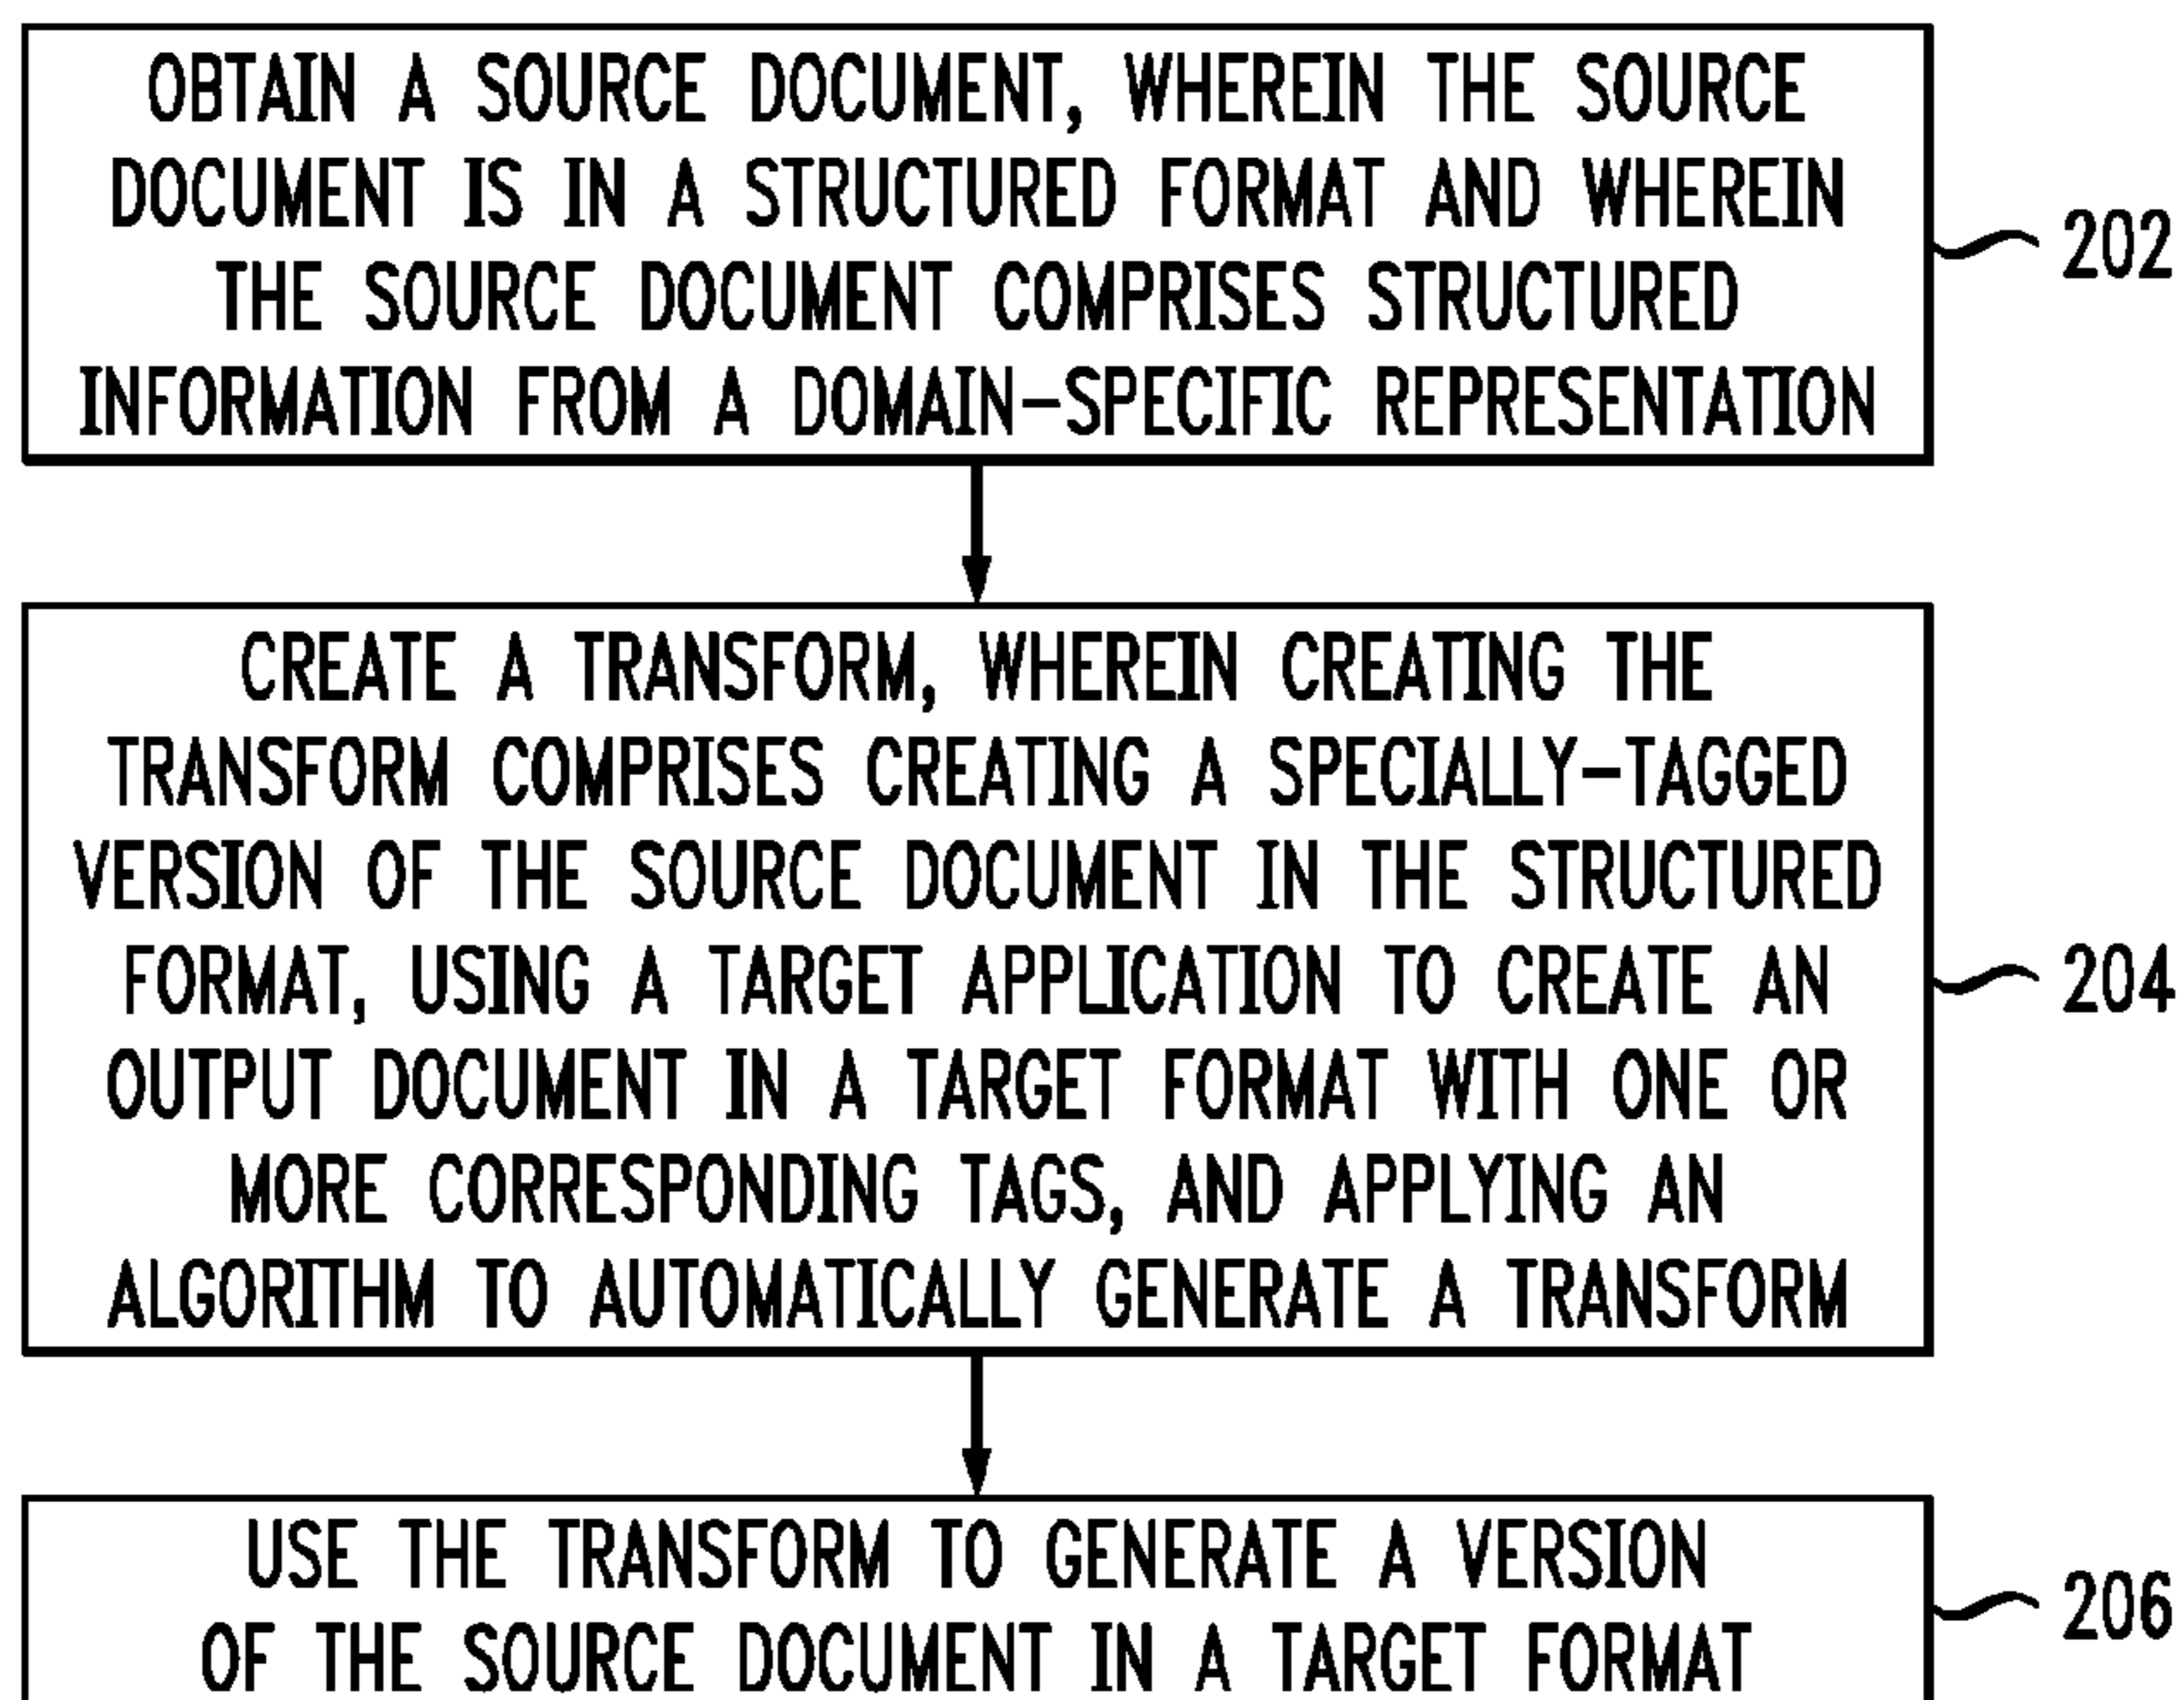 OBTAIN A SOURCE DOCUMENT, WHEREIN THE SOURCE
DOCUMENT IS IN A STRUCTURED FORMAT AND WHEREIN
THE SOURCE DOCUMENT COMPRISES STRUCTURED
INFORMATION FROM A DOMAIN-SPECIFIC REPRESENTATION
202
CREATE A TRANSFORM, WHEREIN CREATING THE
TRANSFORM COMPRISES CREATING A SPECIALLY-TAGGED
VERSION OF THE SOURCE DOCUMENT IN THE STRUCTURED
FORMAT, USING A TARGET APPLICATION TO CREATE AN
OUTPUT DOCUMENT IN A TARGET FORMAT WITH ONE OR
MORE CORRESPONDING TAGS, AND APPLYING AN
ALGORITHM TO AUTOMATICALLY GENERATE A TRANSFORM
204
USE THE TRANSFORM TO GENERATE A VERSION
OF THE SOURCE DOCUMENT IN A TARGET FORMAT
206